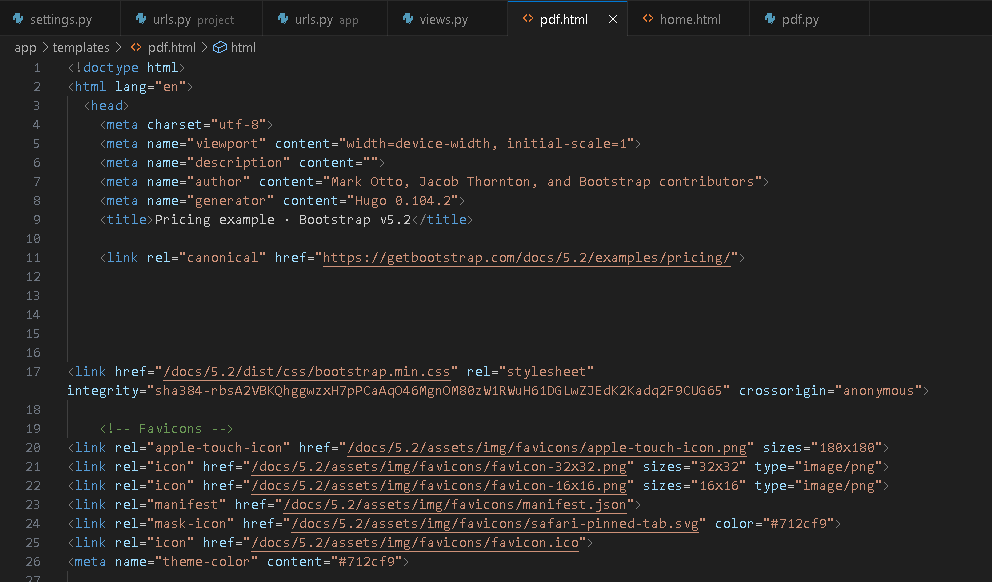 settings.py urls.py project urls.py app views.py pdf.html home.html pdf.py
app > templates > pdf.html > html
1 <!doctype html>
2 <html lang="en">
3 <head>
4 <meta charset="utf-8">
5 <meta name="viewport" content="width=device-width, initial-scale=1">
6 <meta name="description" content="">
7 <meta name="author" content="Mark Otto, Jacob Thornton, and Bootstrap contributors">
8 <meta name="generator" content="Hugo 0.104.2">
9 <title>Pricing example · Bootstrap v5.2</title>
10
11 <link rel="canonical" href="https://getbootstrap.com/docs/5.2/examples/pricing/">
12
13
14
15
16
17 <link href="/docs/5.2/dist/css/bootstrap.min.css" rel="stylesheet"
integrity="sha384-rbsA2VBKQhggwzxH7pPCaAqO46MgnOM80zW1RWuH61DGLwZJEdK2Kadq2F9CUG65" crossorigin="anonymous">
18
19 <!-- Favicons -->
20 <link rel="apple-touch-icon" href="/docs/5.2/assets/img/favicons/apple-touch-icon.png" sizes="180x180">
21 <link rel="icon" href="/docs/5.2/assets/img/favicons/favicon-32x32.png" sizes="32x32" type="image/png">
22 <link rel="icon" href="/docs/5.2/assets/img/favicons/favicon-16x16.png" sizes="16x16" type="image/png">
23 <link rel="manifest" href="/docs/5.2/assets/img/favicons/manifest.json">
24 <link rel="mask-icon" href="/docs/5.2/assets/img/favicons/safari-pinned-tab.svg" color="#712cf9">
25 <link rel="icon" href="/docs/5.2/assets/img/favicons/favicon.ico">
26 <meta name="theme-color" content="#712cf9">
27